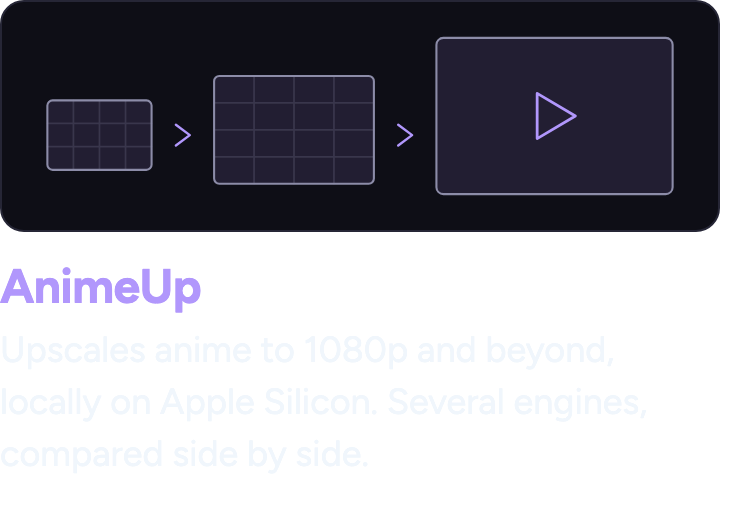 AnimeUp
Upscales anime to 1080p and beyond,
locally on Apple Silicon. Several engines,
compared side by side.